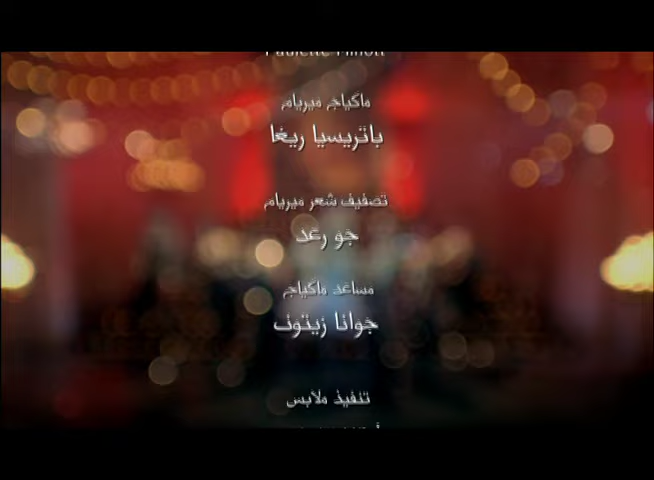 ماكياج ميريام
باتريسيا ريغا
تصفيف شعر ميريام
جو رعد
مساعد ماكياج
جوانا زيتون
تنفيذ ملابس